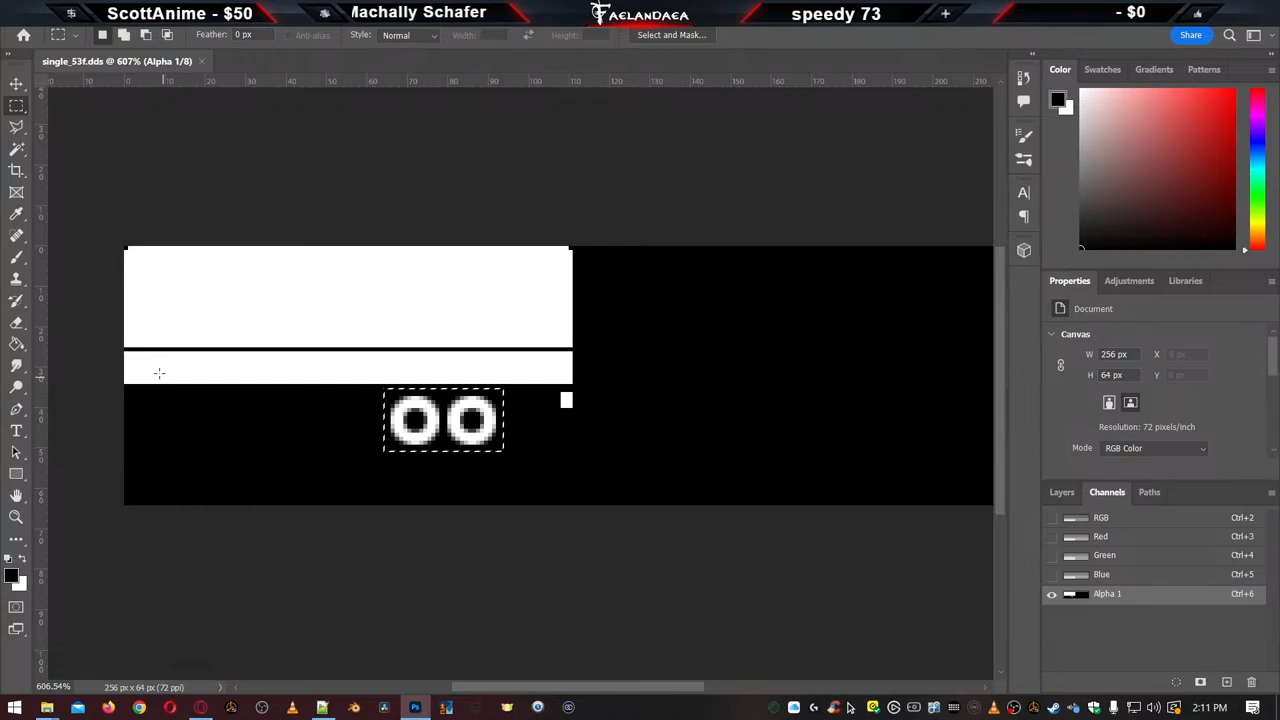 ScottAnime - $50
Machally Schafer
FAELANDAEA
speedy 73
- $0
Feather: 0 px
Anti-alias
Style: Normal
Width:
Height:
Select and Mask...
Share
single_53f.dds @ 607% (Alpha 1/8)
Color
Swatches
Gradients
Patterns
Properties
Adjustments
Libraries
Document
Canvas
W 256 px X 0 px
H 64 px Y 0 px
Resolution: 72 pixels/inch
Mode RGB Color
Layers
Channels
Paths
RGB Ctrl+2
Red Ctrl+3
Green Ctrl+4
Blue Ctrl+5
Alpha 1 Ctrl+6
606.54% 256 px x 64 px (72 ppi)
2:11 PM